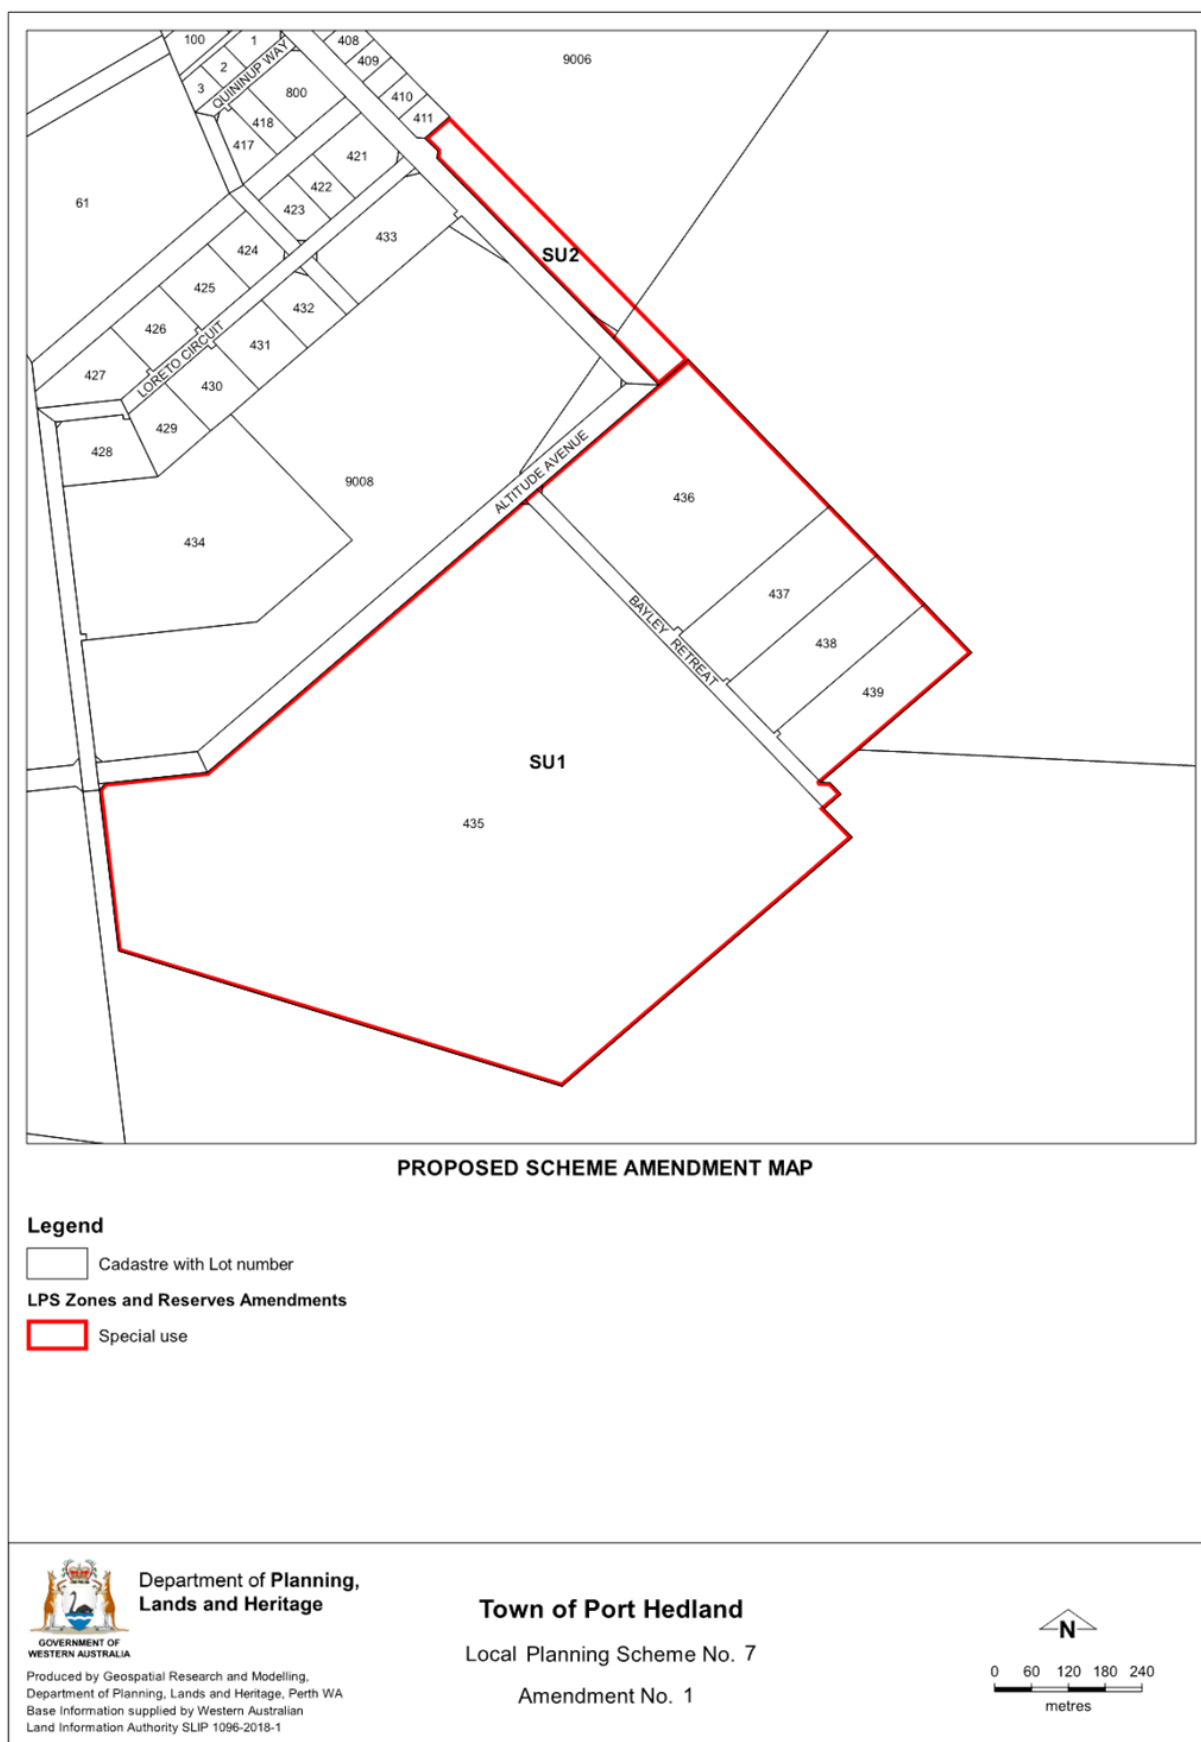 100
1
408
9006
409
2
3
QUININUP WAY
800
410
411
418
417
421
422
61
423
433
424
SU2
425
432
426
431
LORETO CIRCUIT
427
430
429
428
ALTITUDE AVENUE
9008
436
434
437
BAYLEY RETREAT
438
439
SU1
435
PROPOSED SCHEME AMENDMENT MAP
Legend
Cadastre with Lot number
LPS Zones and Reserves Amendments
Special use
GOVERNMENT OF
WESTERN AUSTRALIA
Department of Planning,
Lands and Heritage
Produced by Geospatial Research and Modelling,
Department of Planning, Lands and Heritage, Perth WA
Base Information supplied by Western Australian
Land Information Authority SLIP 1096-2018-1
Town of Port Hedland
Local Planning Scheme No. 7
Amendment No. 1
N
0 60 120 180 240
metres